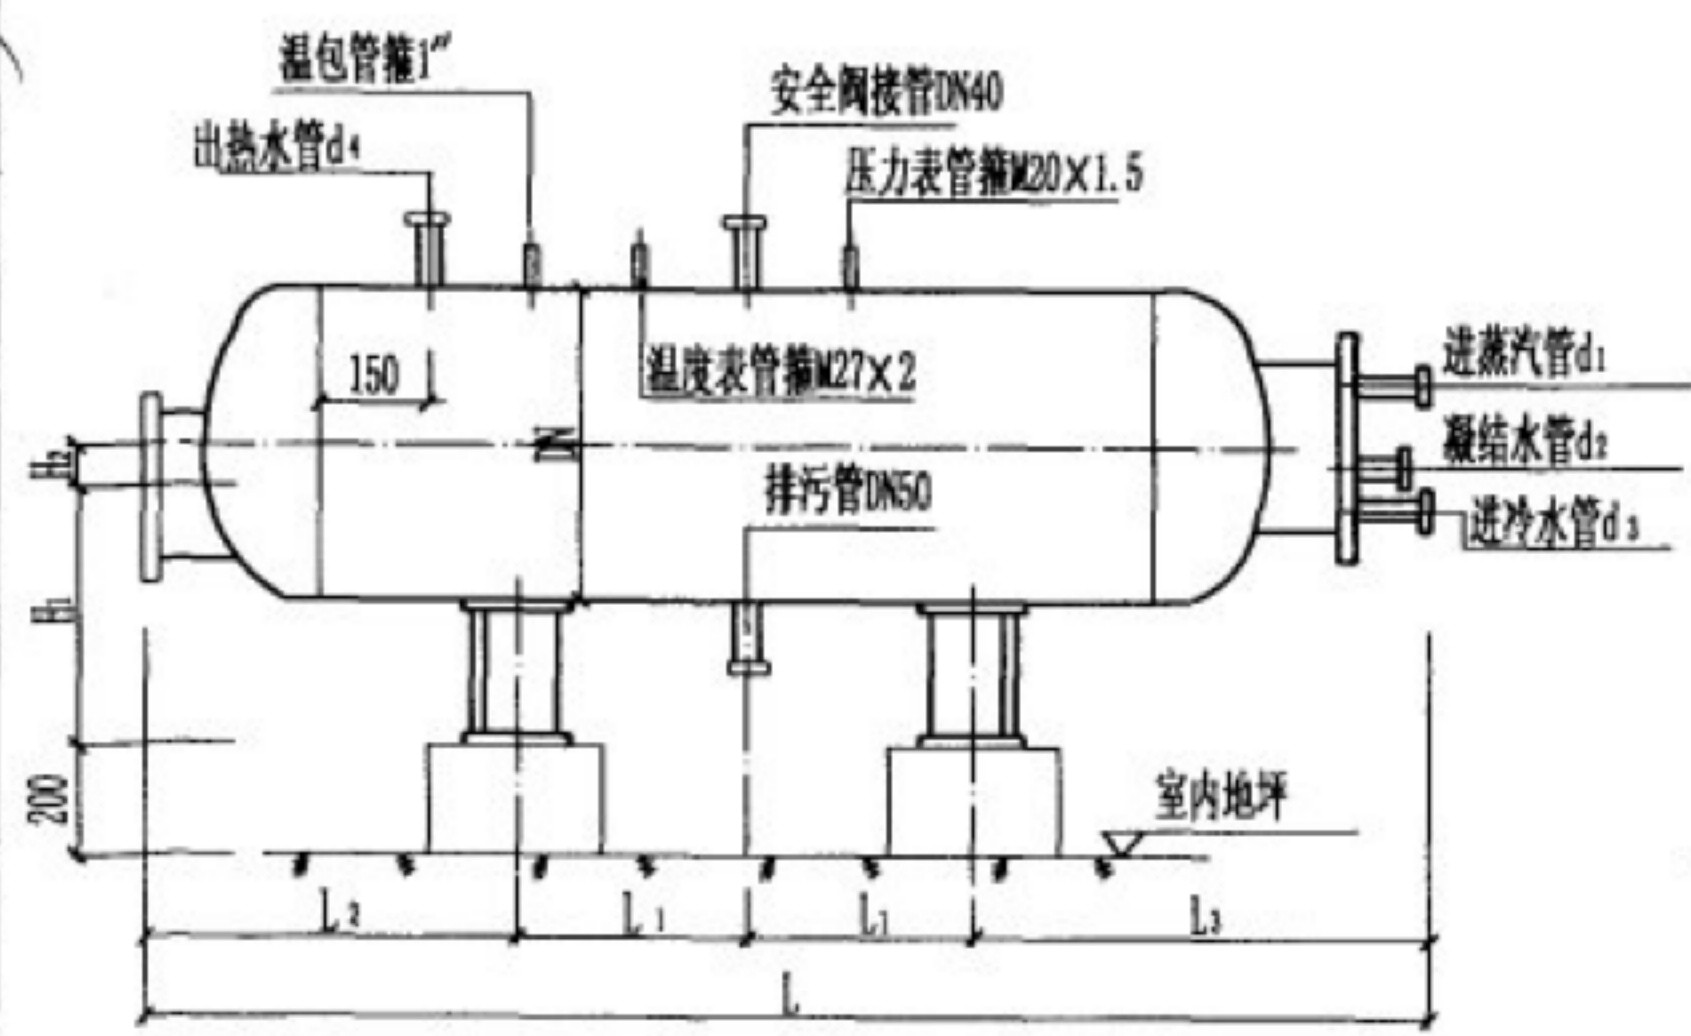 温包管箍1"
安全阀接管DN40
出热水管d4
压力表管箍M20×1.5
进蒸汽管d1
150
温度表管箍M27×2
凝结水管d2
DN
H2
排污管DN50
进冷水管d3
H1
200
室内地坪
L2
L1
L1
L3
L